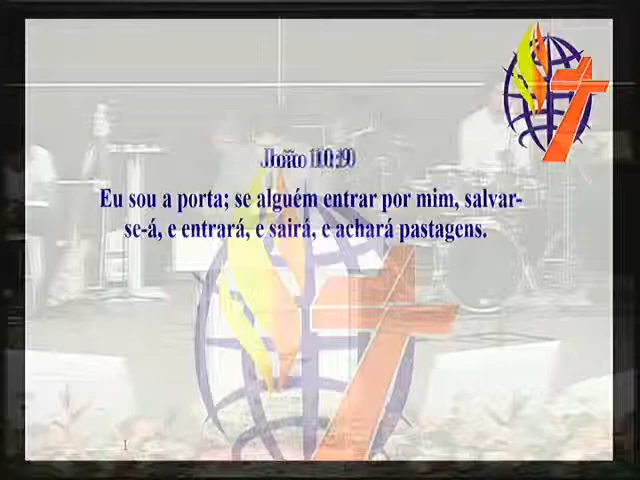 João 10:9
Eu sou a porta; se alguém entrar por mim, salvar-
se-á, e entrará, e sairá, e achará pastagens.